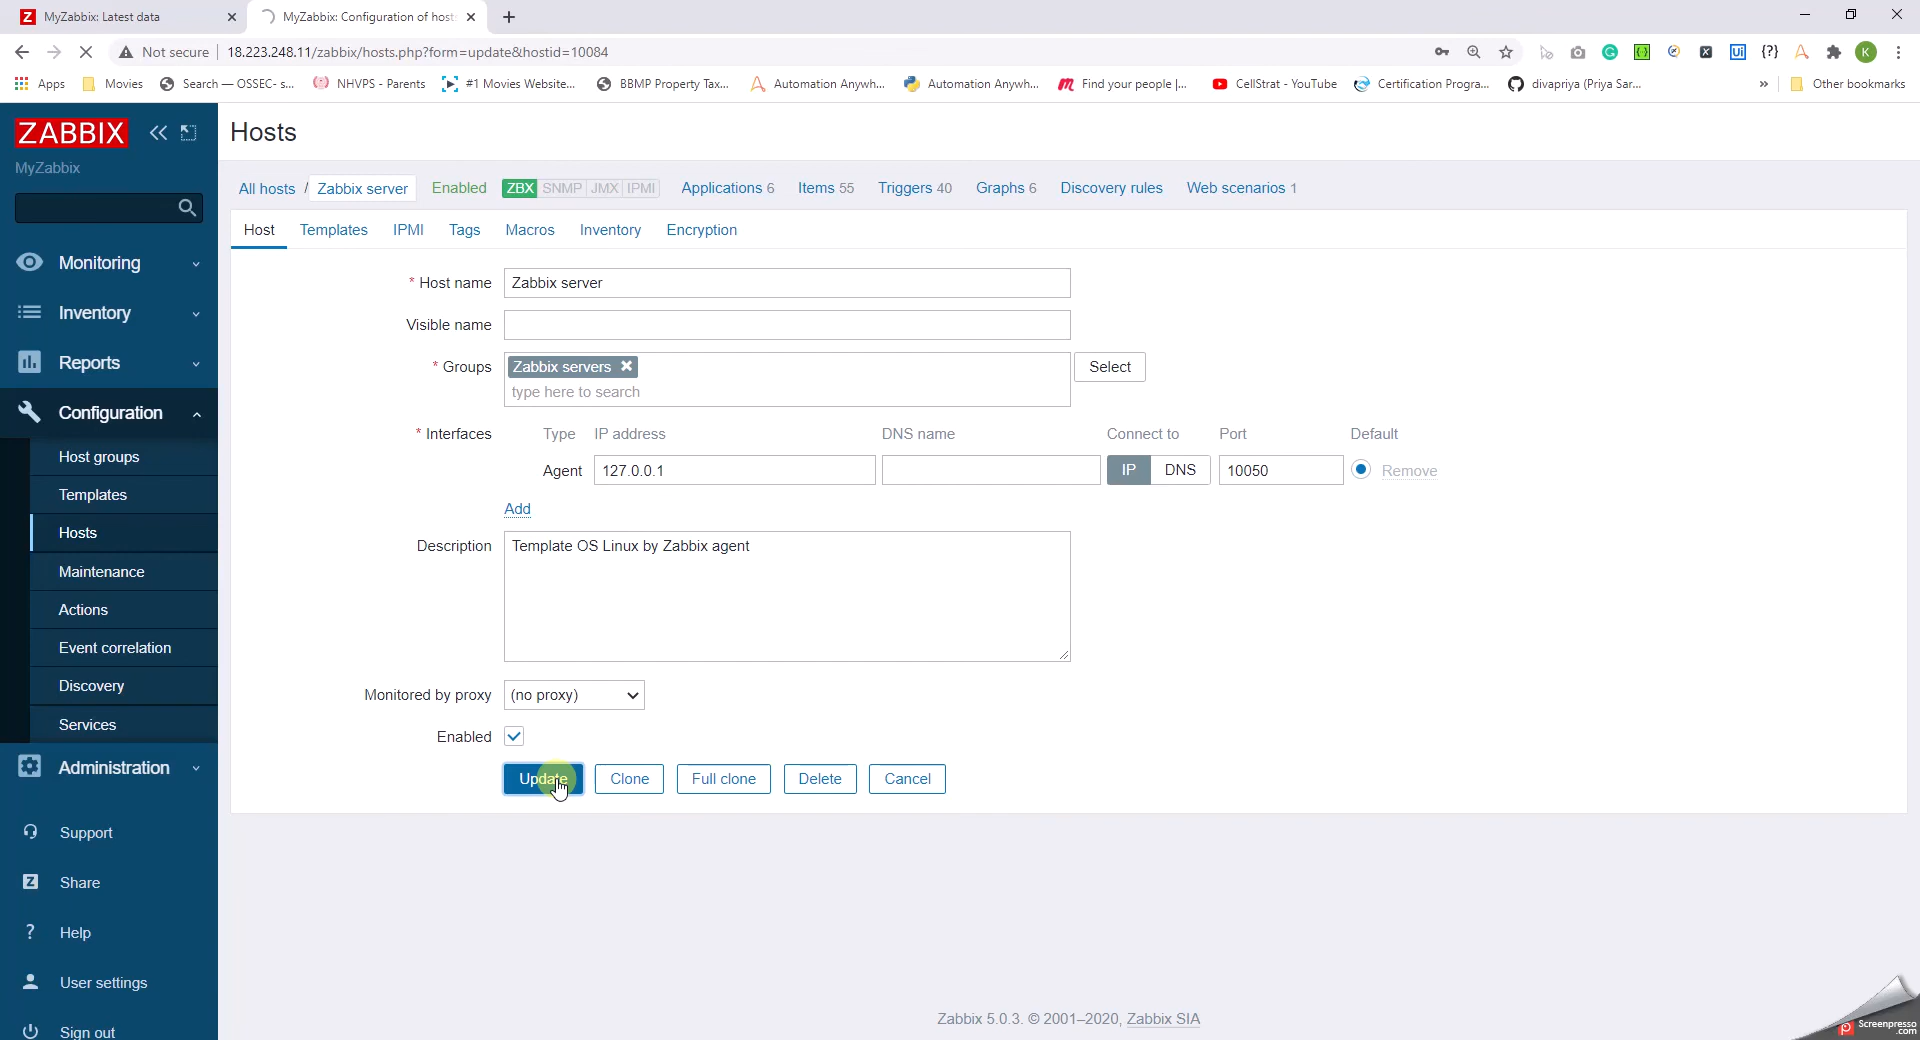 MyZabbix: Latest data
MyZabbix: Configuration of hosts
Not secure
18.223.248.11/zabbix/hosts.php?form=update&hostid=10084
Apps
Movies
Search — OSSEC- s...
NHVPS - Parents
#1 Movies Website...
BBMP Property Tax...
Automation Anywh...
Automation Anywh...
Find your people |...
CellStrat - YouTube
Certification Progra...
divapriya (Priya Sar...
»
Other bookmarks
ZABBIX
MyZabbix
Monitoring
Inventory
Reports
Configuration
Host groups
Templates
Hosts
Maintenance
Actions
Event correlation
Discovery
Services
Administration
Support
Share
Help
User settings
Sign out
Hosts
All hosts / Zabbix server Enabled ZBX SNMP JMX IPMI Applications 6 Items 55 Triggers 40 Graphs 6 Discovery rules Web scenarios 1
Host Templates IPMI Tags Macros Inventory Encryption
* Host name Zabbix server
Visible name
* Groups Zabbix servers Select
type here to search
* Interfaces Type IP address DNS name Connect to Port Default
Agent 127.0.0.1 IP DNS 10050 Remove
Add
Description Template OS Linux by Zabbix agent
Monitored by proxy (no proxy)
Enabled
Update Clone Full clone Delete Cancel
Zabbix 5.0.3. © 2001–2020, Zabbix SIA
Screenpresso
.com